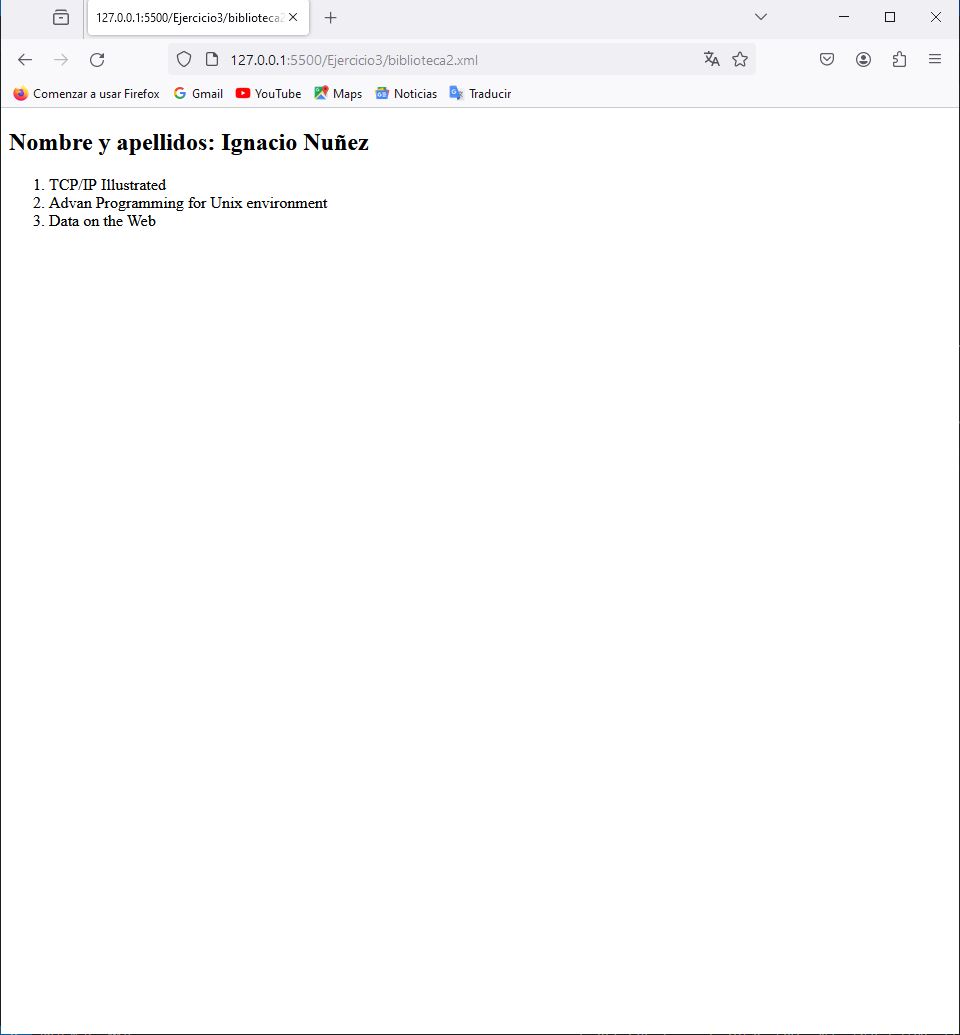 127.0.0.1:5500/Ejercicio3/biblioteca2
127.0.0.1:5500/Ejercicio3/biblioteca2.xml
Comenzar a usar Firefox Gmail YouTube Maps Noticias Traducir
Nombre y apellidos: Ignacio Nuñez
1. TCP/IP Illustrated
2. Advan Programming for Unix environment
3. Data on the Web